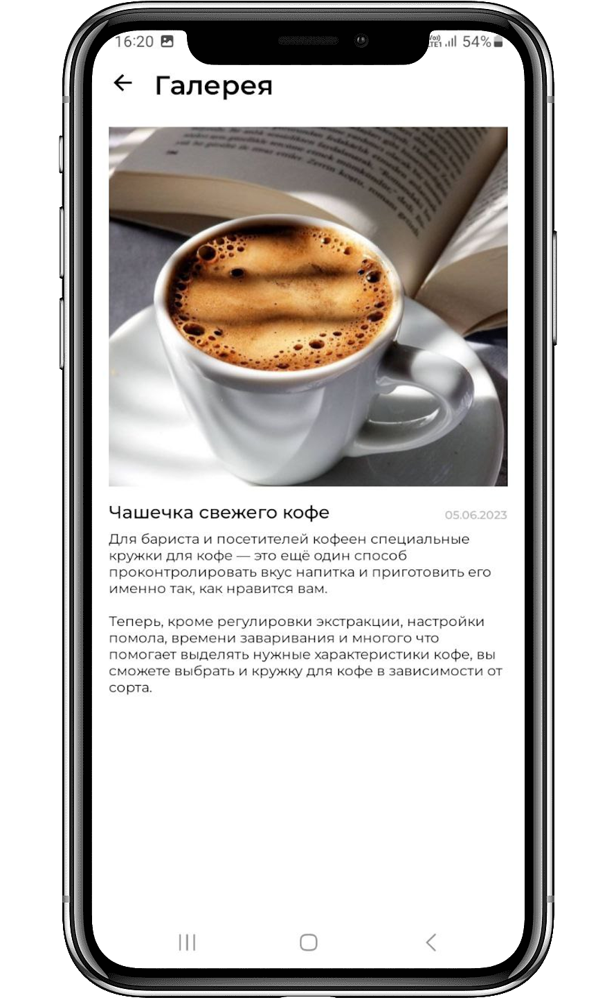 16:20
54%
Галерея
Чашечка свежего кофе
05.06.2023
Для бариста и посетителей кофеен специальные
кружки для кофе — это ещё один способ
проконтролировать вкус напитка и приготовить его
именно так, как нравится вам.
Теперь, кроме регулировки экстракции, настройки
помола, времени заваривания и многого что
помогает выделять нужные характеристики кофе, вы
сможете выбрать и кружку для кофе в зависимости от
сорта.